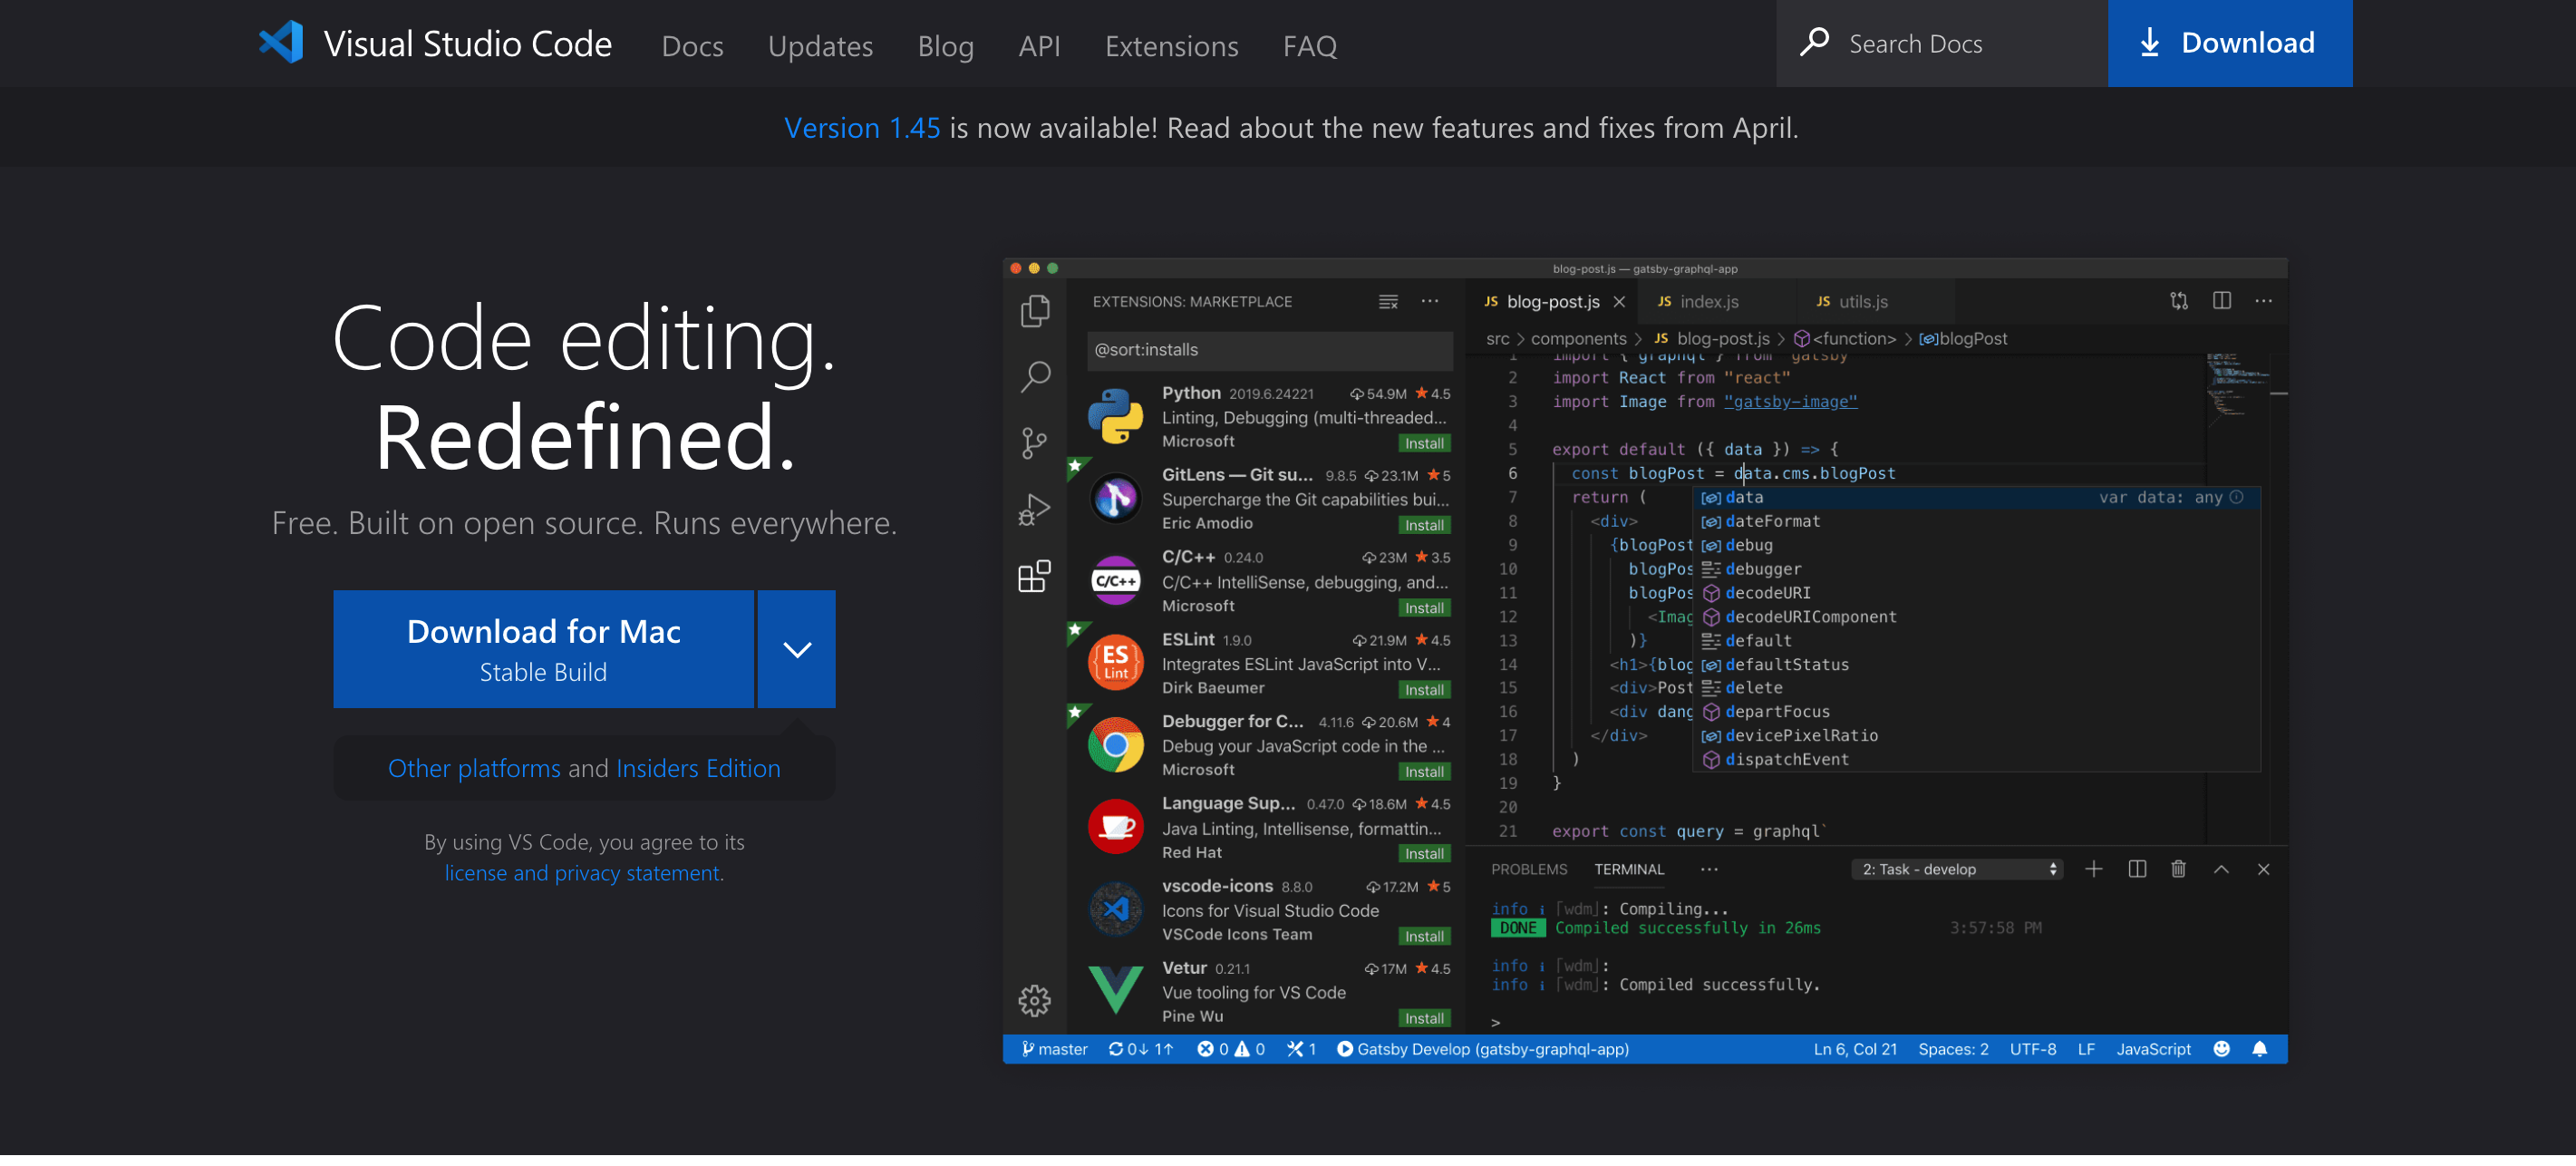 Visual Studio Code Docs Updates Blog API Extensions FAQ Search Docs Download
Version 1.45 is now available! Read about the new features and fixes from April.
Code editing.
Redefined.
Free. Built on open source. Runs everywhere.
Download for Mac
Stable Build
Other platforms and Insiders Edition
By using VS Code, you agree to its
license and privacy statement.
blog-post.js — gatsby-graphql-app
EXTENSIONS: MARKETPLACE
@sort:installs
Python 2019.6.24221 54.9M 4.5
Linting, Debugging (multi-threaded...
Microsoft Install
GitLens — Git su... 9.8.5 23.1M 5
Supercharge the Git capabilities bui...
Eric Amodio Install
C/C++
C/C++ 0.24.0 23M 3.5
C/C++ IntelliSense, debugging, and...
Microsoft Install
ES
Lint
ESLint 1.9.0 21.9M 4.5
Integrates ESLint JavaScript into V...
Dirk Baeumer Install
Debugger for C... 4.11.6 20.6M 4
Debug your JavaScript code in the ...
Microsoft Install
Language Sup... 0.47.0 18.6M 4.5
Java Linting, Intellisense, formattin...
Red Hat Install
vscode-icons 8.8.0 17.2M 5
Icons for Visual Studio Code
VSCode Icons Team Install
Vetur 0.21.1 17M 4.5
Vue tooling for VS Code
Pine Wu Install
JS blog-post.js JS index.js JS utils.js
src > components > JS blog-post.js > <function> > blogPost
1 import { graphql } from "gatsby"
2 import React from "react"
3 import Image from "gatsby-image"
4
5 export default ({ data }) => {
6 const blogPost = data.cms.blogPost
7 return (
8 <div>
9 {blogPost
10 blogPos
11 blogPos
12 <Imag
13 )}
14 <h1>{blog
15 <div>Post
16 <div dang
17 </div>
18 )
19 }
20
21 export const query = graphql`
data var data: any
dateFormat
debug
debugger
decodeURI
decodeURIComponent
default
defaultStatus
delete
departFocus
devicePixelRatio
dispatchEvent
PROBLEMS TERMINAL ... 2: Task - develop
info i [wdm]: Compiling...
DONE Compiled successfully in 26ms 3:57:58 PM
info i [wdm]:
info i [wdm]: Compiled successfully.
>
master 0↓ 1↑ 0 0 1 Gatsby Develop (gatsby-graphql-app) Ln 6, Col 21 Spaces: 2 UTF-8 LF JavaScript